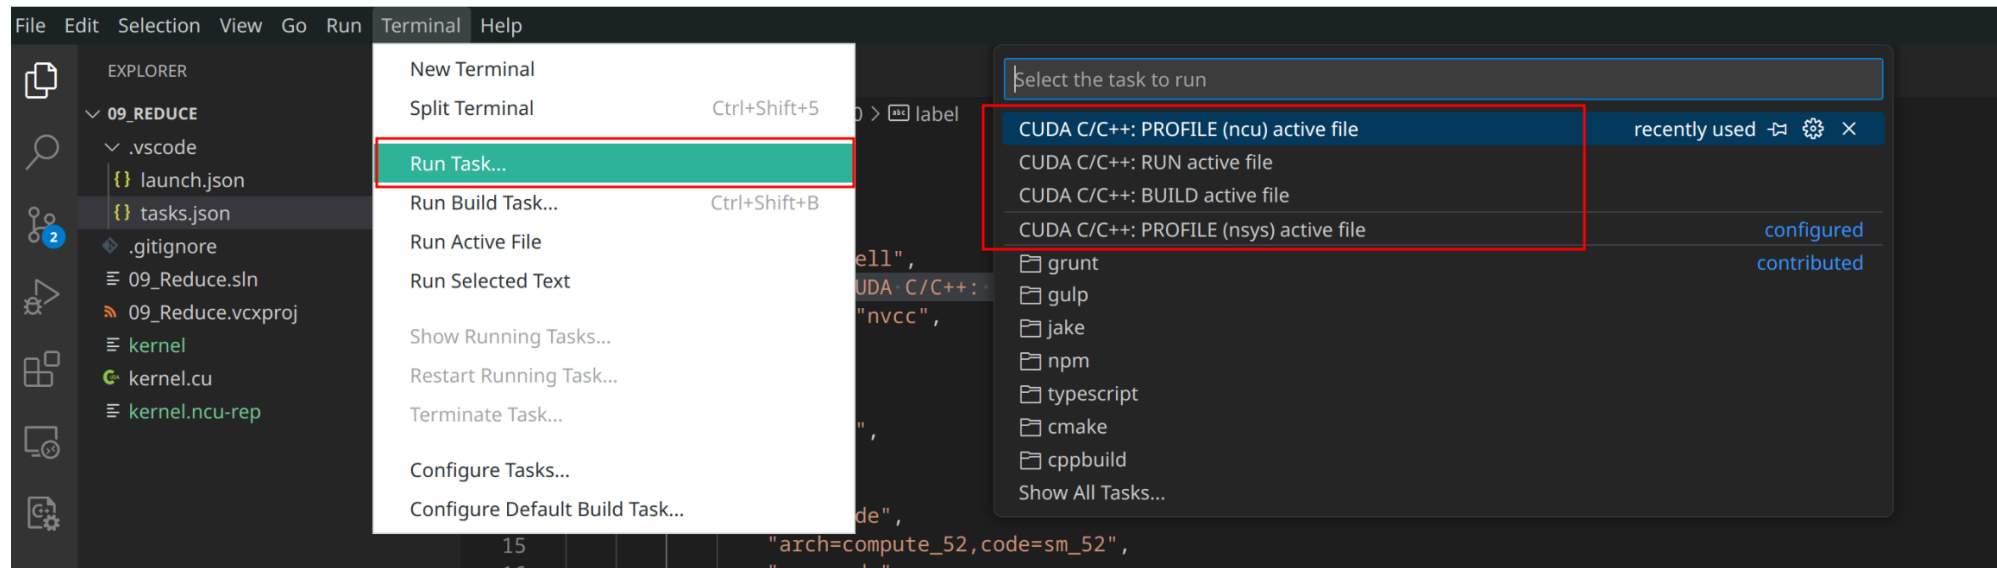 File Edit Selection View Go Run Terminal Help
EXPLORER
09_REDUCE
.vscode
{} launch.json
{} tasks.json
.gitignore
09_Reduce.sln
09_Reduce.vcxproj
kernel
kernel.cu
kernel.ncu-rep
2
New Terminal
Split Terminal Ctrl+Shift+5
Run Task...
Run Build Task... Ctrl+Shift+B
Run Active File
Run Selected Text
Show Running Tasks...
Restart Running Task...
Terminate Task...
Configure Tasks...
Configure Default Build Task...
> abc label
ell",
UDA C/C++:
"nvcc",
",
de",
15 "arch=compute_52,code=sm_52",
Select the task to run
CUDA C/C++: PROFILE (ncu) active file recently used
CUDA C/C++: RUN active file
CUDA C/C++: BUILD active file
CUDA C/C++: PROFILE (nsys) active file configured
grunt contributed
gulp
jake
npm
typescript
cmake
cppbuild
Show All Tasks...